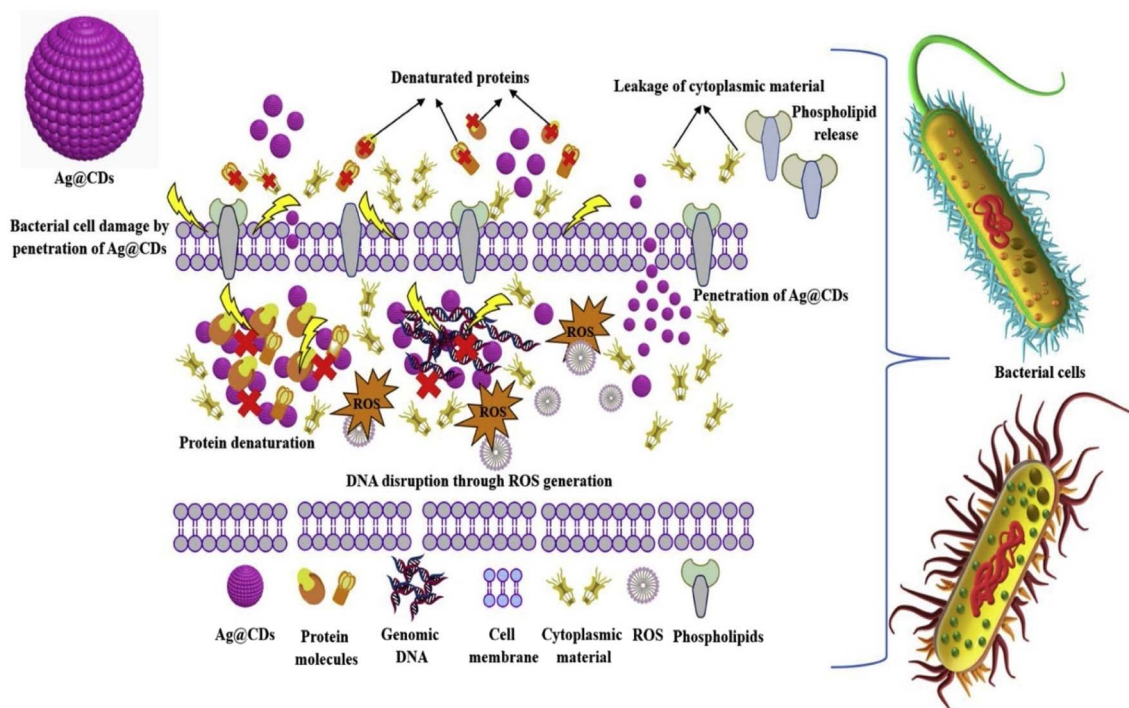 Denaturated proteins
Leakage of cytoplasmic material
Phospholipid
release
Ag@CDs
Bacterial cell damage by
penetration of Ag@CDs
Penetration of Ag@CDs
ROS
Bacterial cells
ROS
ROS
Protein denaturation
DNA disruption through ROS generation
Ag@CDs
Protein
molecules
Genomic
DNA
Cell
membrane
Cytoplasmic
material
ROS
Phospholipids